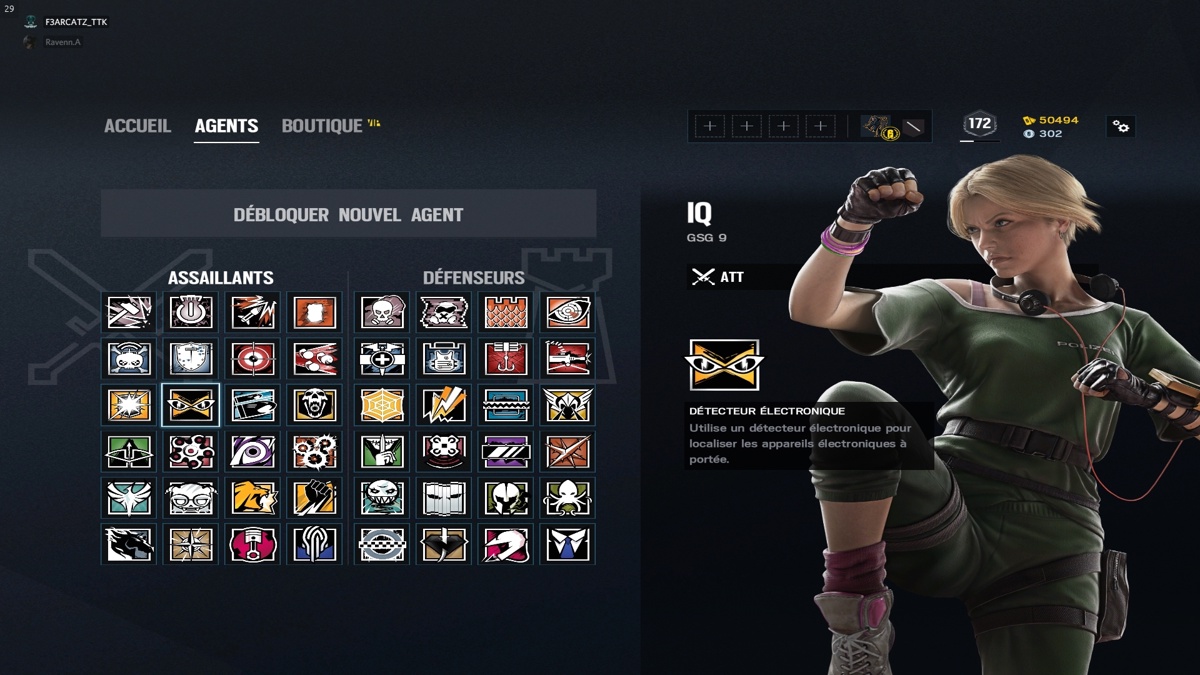 29
F3ARCATZ_TTK
Ravenn.A
ACCUEIL AGENTS BOUTIQUE
172
50494
302
DÉBLOQUER NOUVEL AGENT
ASSAILLANTS DÉFENSEURS
IQ
GSG 9
ATT
DÉTECTEUR ÉLECTRONIQUE
Utilise un détecteur électronique pour
localiser les appareils électroniques à
portée.